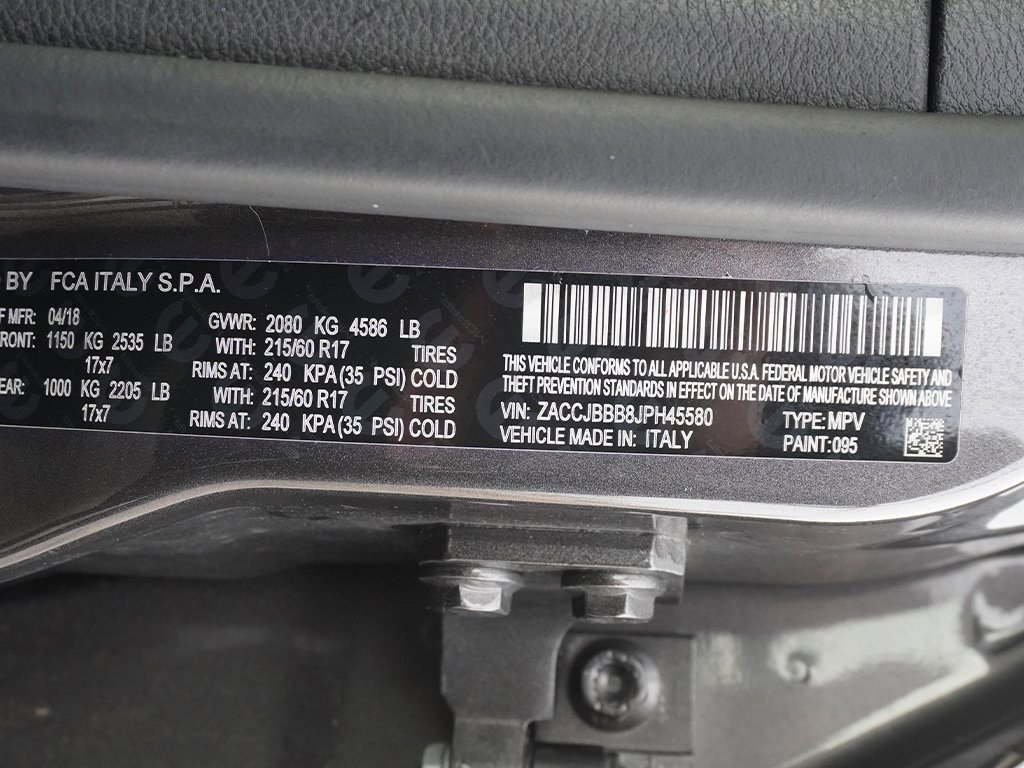 BY FCA ITALY S.P.A.
F MFR: 04/18
GVWR: 2080 KG 4586 LB
RONT: 1150 KG 2535 LB WITH: 215/60 R17 TIRES
17x7 RIMS AT: 240 KPA (35 PSI) COLD
EAR: 1000 KG 2205 LB WITH: 215/60 R17 TIRES
17x7 RIMS AT: 240 KPA (35 PSI) COLD
THIS VEHICLE CONFORMS TO ALL APPLICABLE U.S.A. FEDERAL MOTOR VEHICLE SAFETY AND
THEFT PREVENTION STANDARDS IN EFFECT ON THE DATE OF MANUFACTURE SHOWN ABOVE
VIN: ZACCJBBB8JPH45580 TYPE: MPV
VEHICLE MADE IN: ITALY PAINT: 095